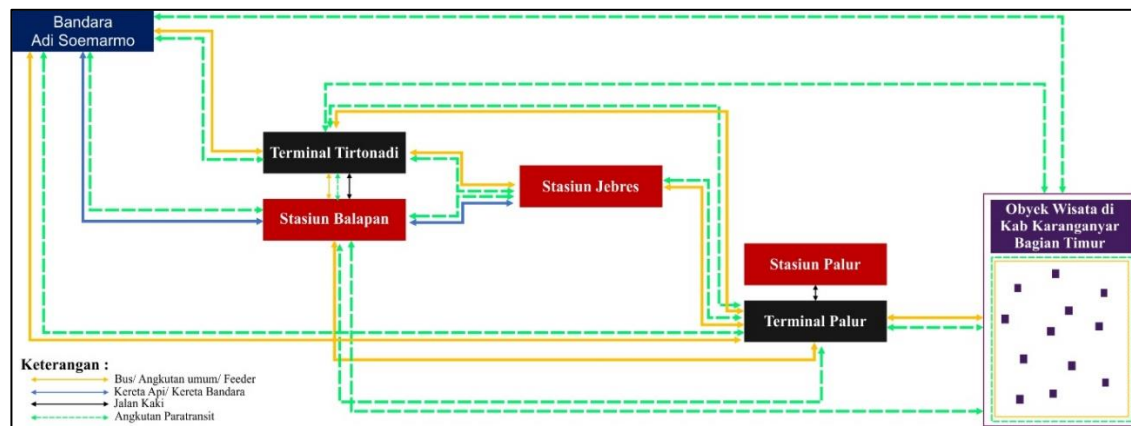 Bandara
Adi Soemarmo
Terminal Tirtonadi
Stasiun Balapan
Stasiun Jebres
Stasiun Palur
Terminal Palur
Obyek Wisata di
Kab Karanganyar
Bagian Timur
Keterangan :
Bus/ Angkutan umum/ Feeder
Kereta Api/ Kereta Bandara
Jalan Kaki
Angkutan Paratransit